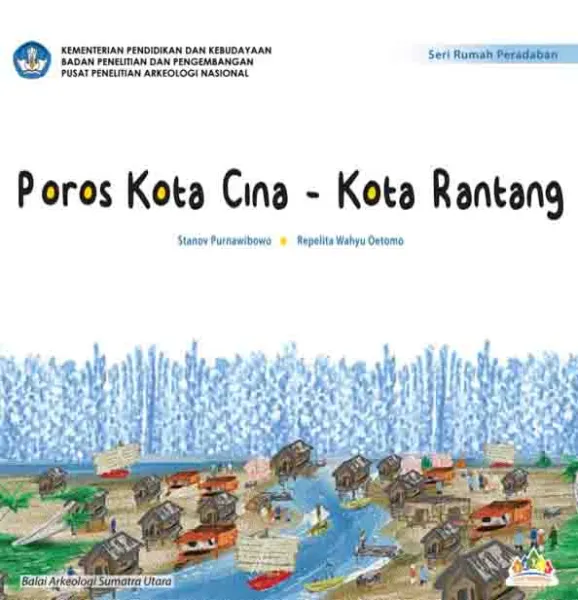 KEMENTERIAN PENDIDIKAN DAN KEBUDAYAAN
BADAN PENELITIAN DAN PENGEMBANGAN
PUSAT PENELITIAN ARKEOLOGI NASIONAL
Seri Rumah Peradaban
Poros Kota Cina - Kota Rantang
Stanov Purnawibowo Repelita Wahyu Oetomo
Balai Arkeologi Sumatra Utara